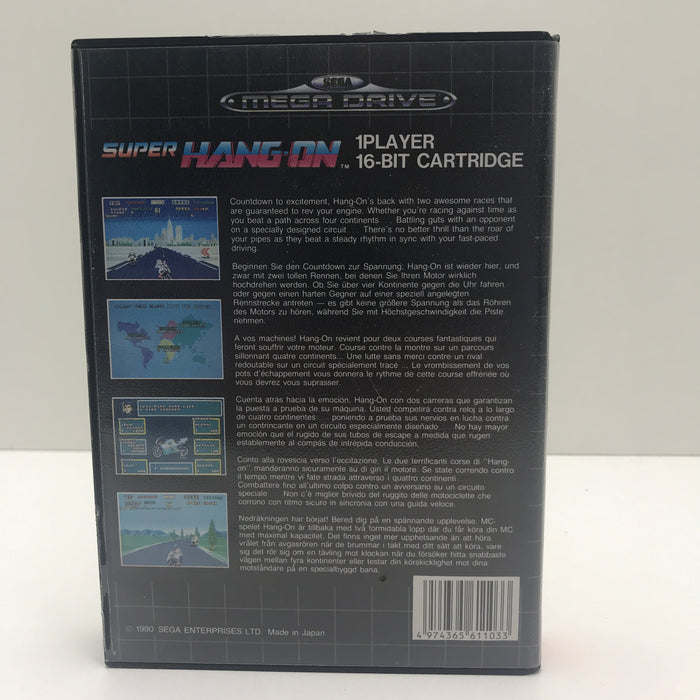 SEGA
MEGA DRIVE
SUPER HANG-ON™
1PLAYER
16-BIT CARTRIDGE
Countdown to excitement, Hang-On's back with two awesome races that
are guaranteed to rev your engine. Whether you're racing against time as
you beat a path across four continents ... Battling guts with an opponent
on a specially designed circuit ... There's no better thrill than the roar of
your pipes as they beat a steady rhythm in sync with your fast-paced
driving.
Beginnen Sie den Countdown zur Spannung. Hang-On ist wieder hier, und
zwar mit zwei tollen Rennen, bei denen Sie Ihren Motor wirklich
hochdrehen werden. Ob Sie über vier Kontinente gegen die Uhr fahren
oder gegen einen harten Gegner auf einer speziell angelegten
Rennstrecke antreten — es gibt keine größere Spannung als das Röhren
des Motors zu hören, während Sie mit Höchstgeschwindigkeit die Piste
nehmen.
A vos machines! Hang-On revient pour deux courses fantastiques qui
feront souffrir votre moteur. Course contre la montre sur un parcours
sillonnant quatre continents... Une lutte sans merci contre un rival
redoutable sur un circuit spécialement tracé ... Le vrombissement de vos
pots d'échappement vous donnera le rythme de cette course effrénée où
vous devrez vous surpasser.
Cuenta atrás hacia la emoción. Hang-On con dos carreras que garantizan
la puesta a prueba de su máquina. Usted competirá contra reloj a lo largo
de cuatro continentes... poniendo a prueba sus nervios en lucha contra
un contrincante en un circuito especialmente diseñado... No hay mayor
emoción que el rugido de sus tubos de escape a medida que rugen
establemente al compás de intrépida conducción.
Conto alla rovescia verso l'eccitazione. Le due terrificanti corse di "Hang-
on" manderanno sicuramente su di giri il motore. Se state correndo contro
il tempo mentre vi fate strada attraverso i quattro continenti ...
Combattere fino all'ultimo colpo contro un avversario su un circuito
speciale ... Non c'è miglior brivido del ruggito delle motociclette che
corrono con ritmo sicuro in sincronia con una guida veloce.
Nedräkningen har börjat! Bered dig på en spännande upplevelse. MC-
spelet Hang-On är tillbaka med två formidabla lopp där du får köra din MC
med maximal kapacitet. Det finns inget mer upphetsande än att höra
vrålet från avgasrören när de brummar i takt med ditt sätt att köra, vare
sig det rör sig om en tävling mot klockan när du försöker hitta snabbaste
vägen mellan fyra kontinenter eller testar din körskicklighet mot dina
motståndare på en specialbyggd bana.
© 1990 SEGA ENTERPRISES LTD. Made in Japan
4 974365 611033